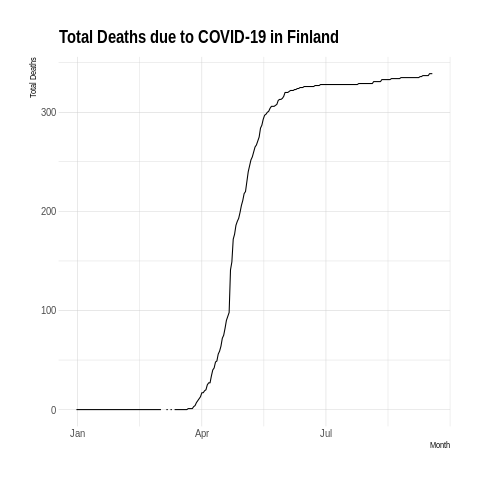 Total Deaths due to COVID-19 in Finland
Total Deaths
300
200
100
0
Jan Apr Jul
Month